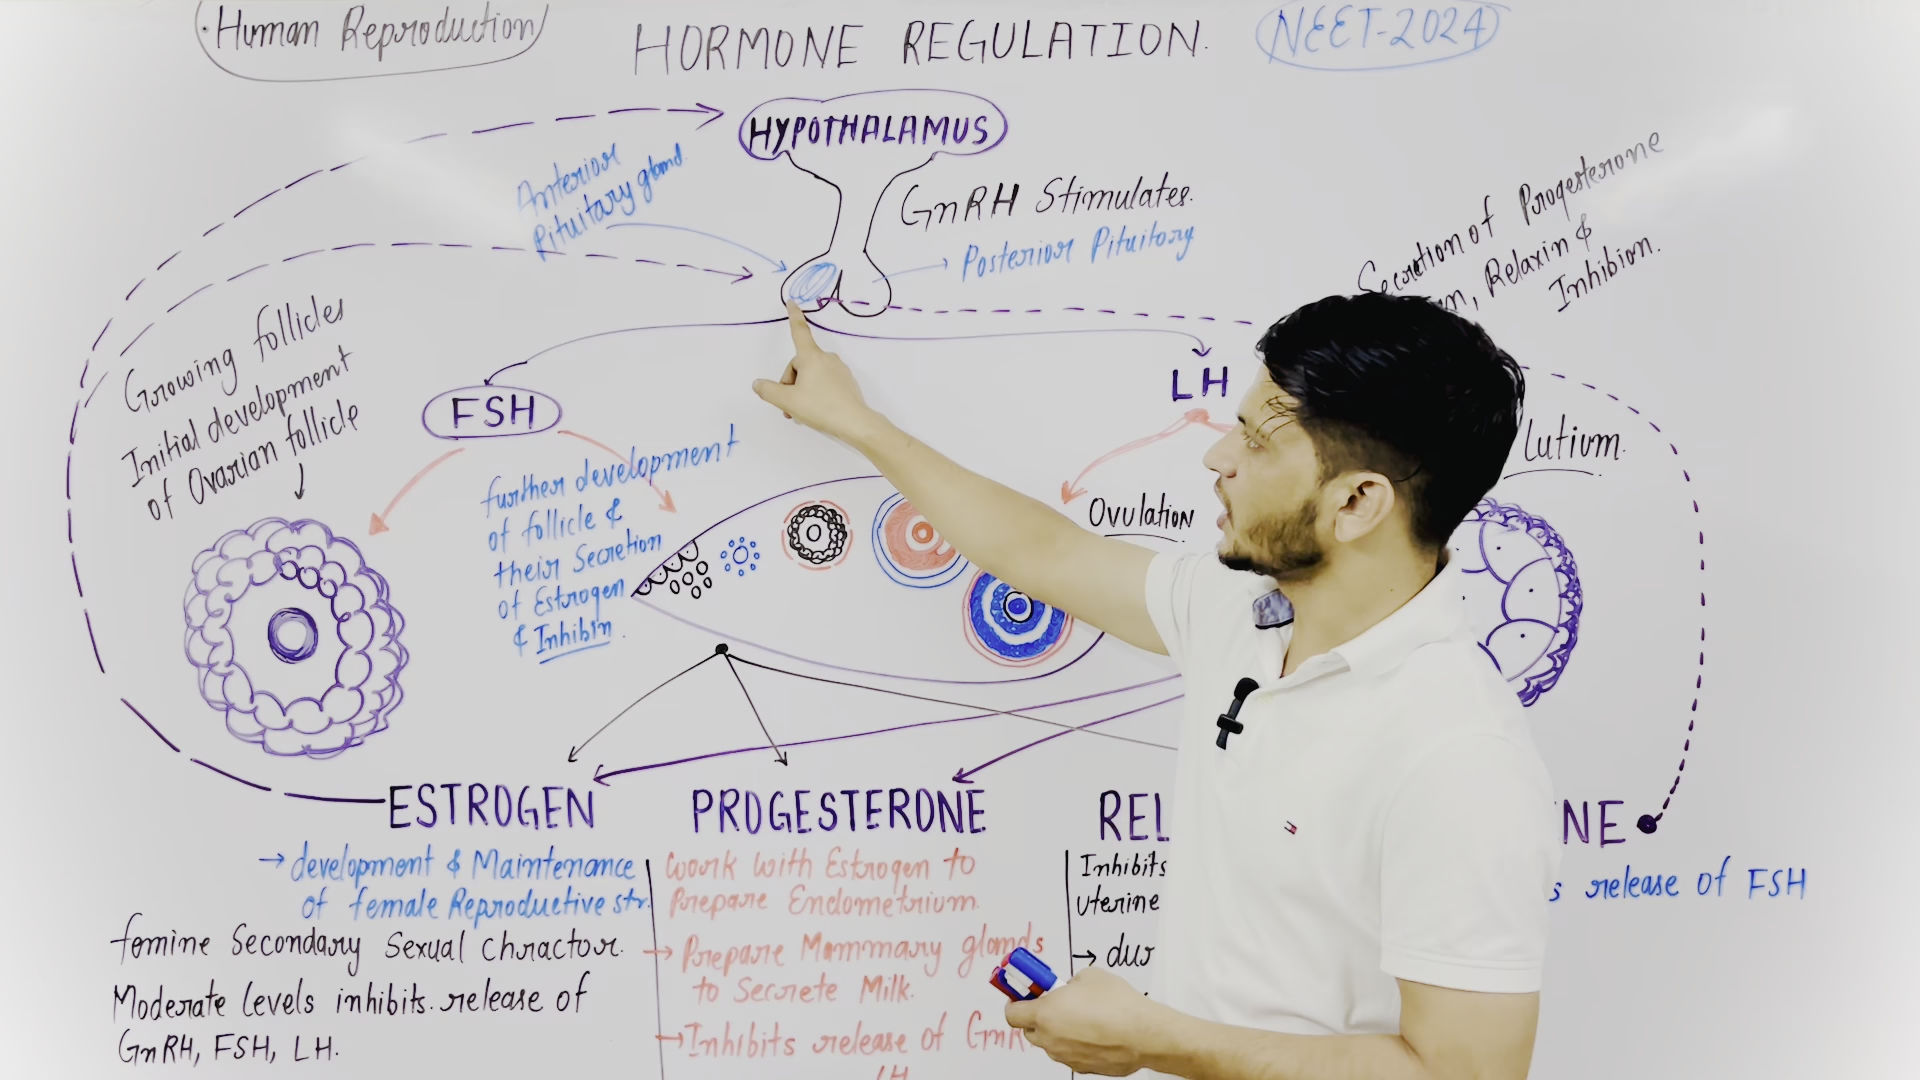 Human Reproduction
HORMONE REGULATION.
NEET-2024
HYPOTHALAMUS
Anterior
Pituitary gland
GnRH Stimulates.
Posterior Pituitory
Secretion of Progesterone
Relaxin &
Inhibion.
Growing follicles
Initial development
of Ovarian follicle
FSH
LH
Lutium.
further development
of follicle &
their Secretion
of Estrogen
& Inhibin.
Ovulation
ESTROGEN
→ development & Maintenance
of female Reproductive str.
femine Secondary Sexual Chractor.
Moderate levels inhibits. release of
GnRH, FSH, LH.
PROGESTERONE
work with Estrogen to
Prepare Endometrium.
→ Prepare Mammary glands
to Secrete Milk.
→ Inhibits release of GnR
LH
REL
Inhibits
uterine
→ dur
NE
s release of FSH